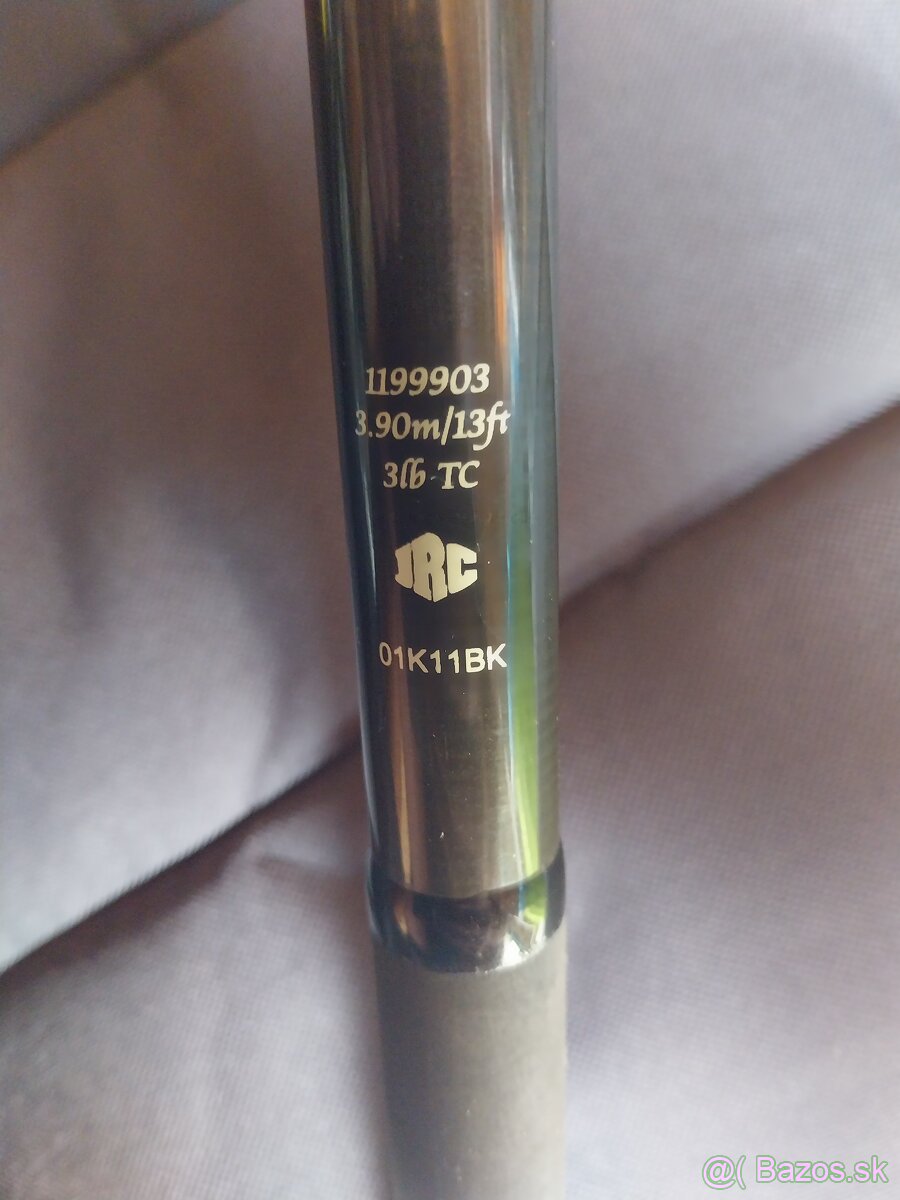 1199903
3.90m/13ft
3lb TC
JRC
01K11BK
@( Bazos.sk